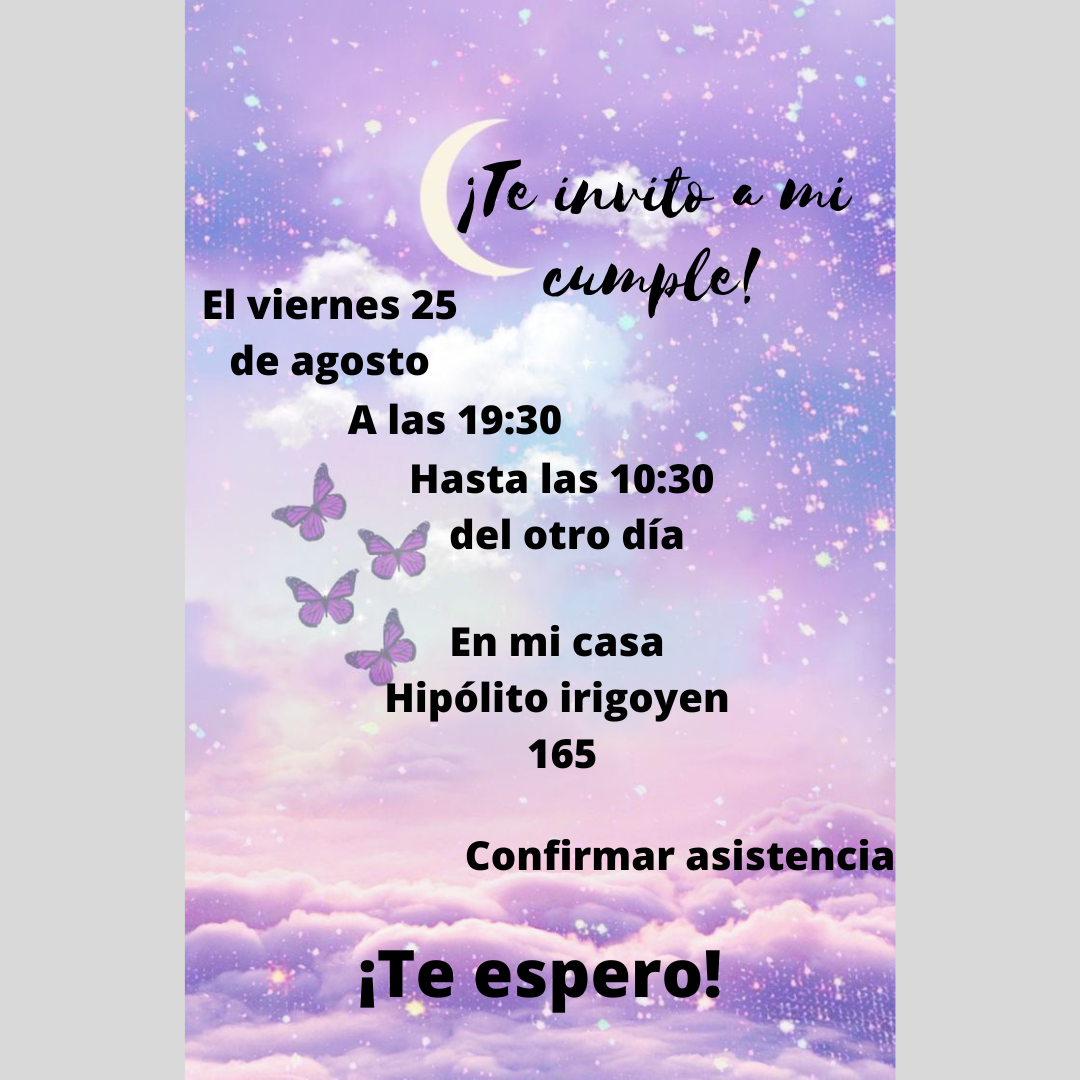 ¡Te invito a mi
cumple!
El viernes 25
de agosto
A las 19:30
Hasta las 10:30
del otro día
En mi casa
Hipólito irigoyen
165
Confirmar asistencia
¡Te espero!